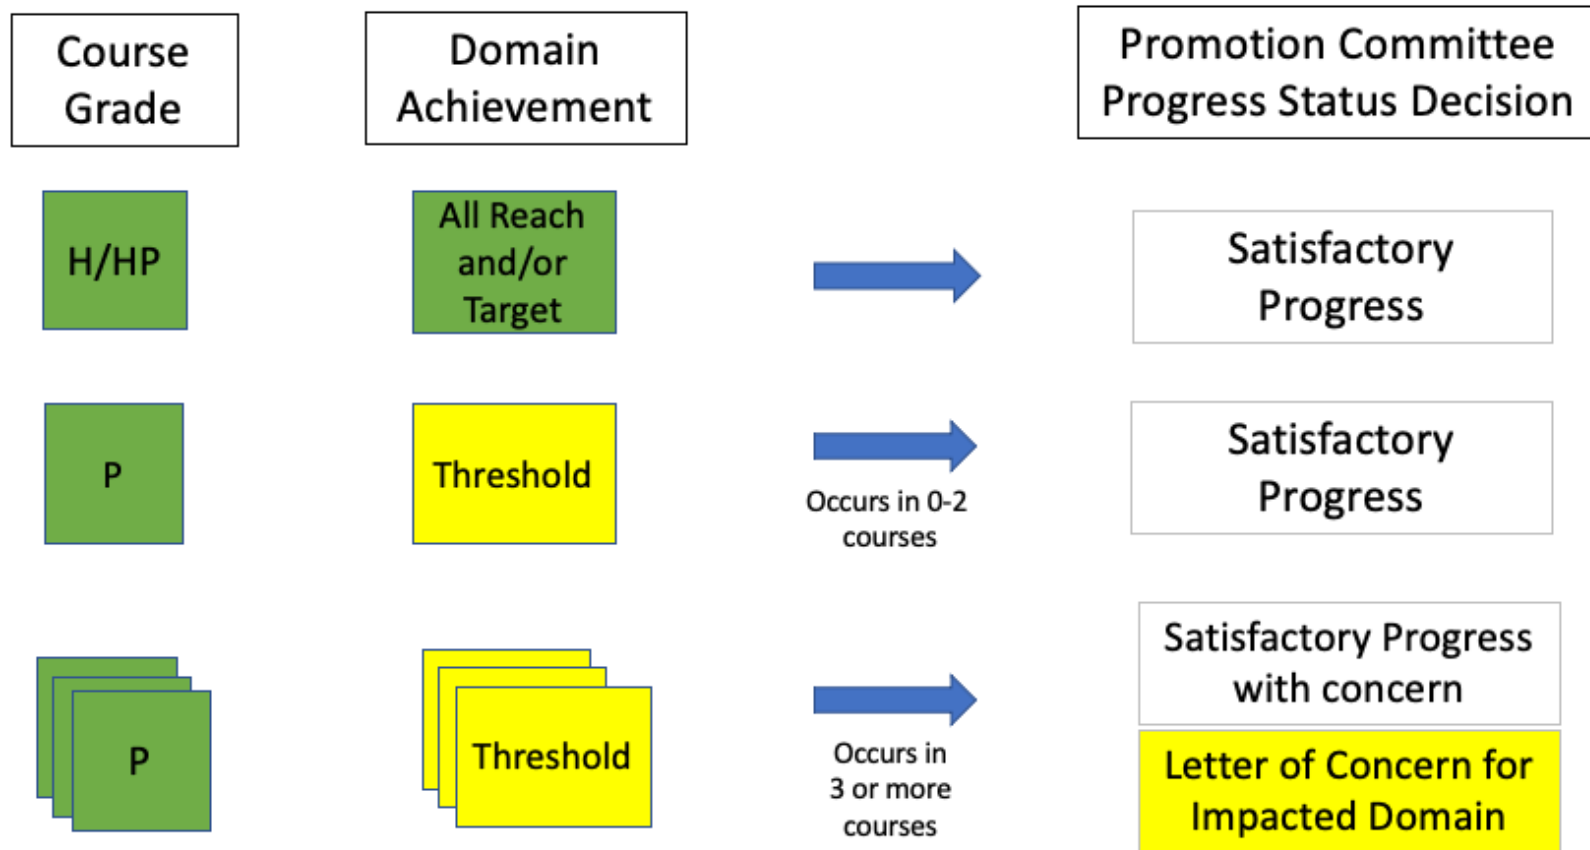 Course
Grade
Domain
Achievement
Promotion Committee
Progress Status Decision
H/HP
All Reach
and/or
Target
Satisfactory
Progress
P
Threshold
Occurs in 0-2
courses
Satisfactory
Progress
P
Threshold
Occurs in
3 or more
courses
Satisfactory Progress
with concern
Letter of Concern for
Impacted Domain